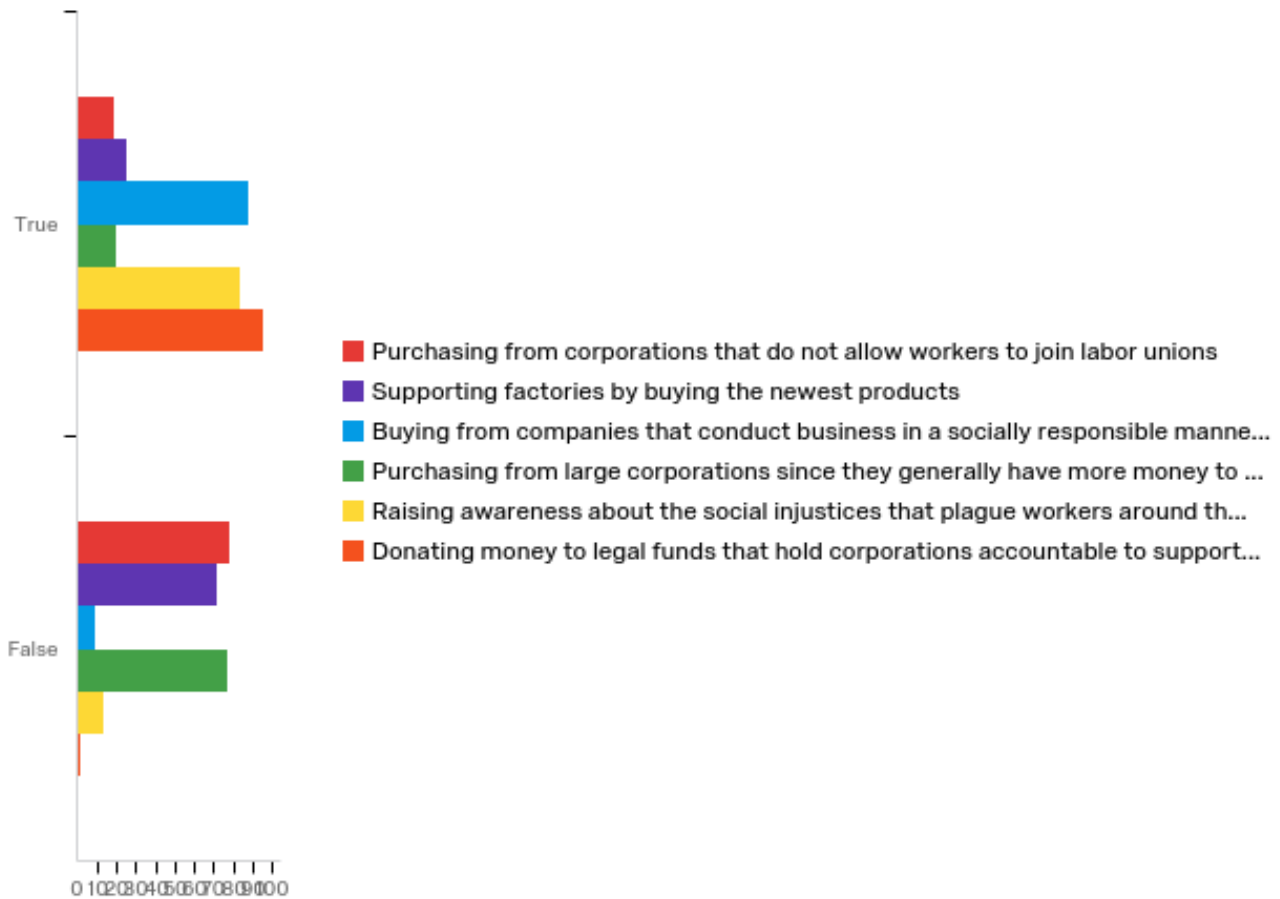 True
Purchasing from corporations that do not allow workers to join labor unions
Supporting factories by buying the newest products
Buying from companies that conduct business in a socially responsible manne...
Purchasing from large corporations since they generally have more money to ...
Raising awareness about the social injustices that plague workers around th...
Donating money to legal funds that hold corporations accountable to support...
False
0 10 20 30 40 50 60 70 80 90 100